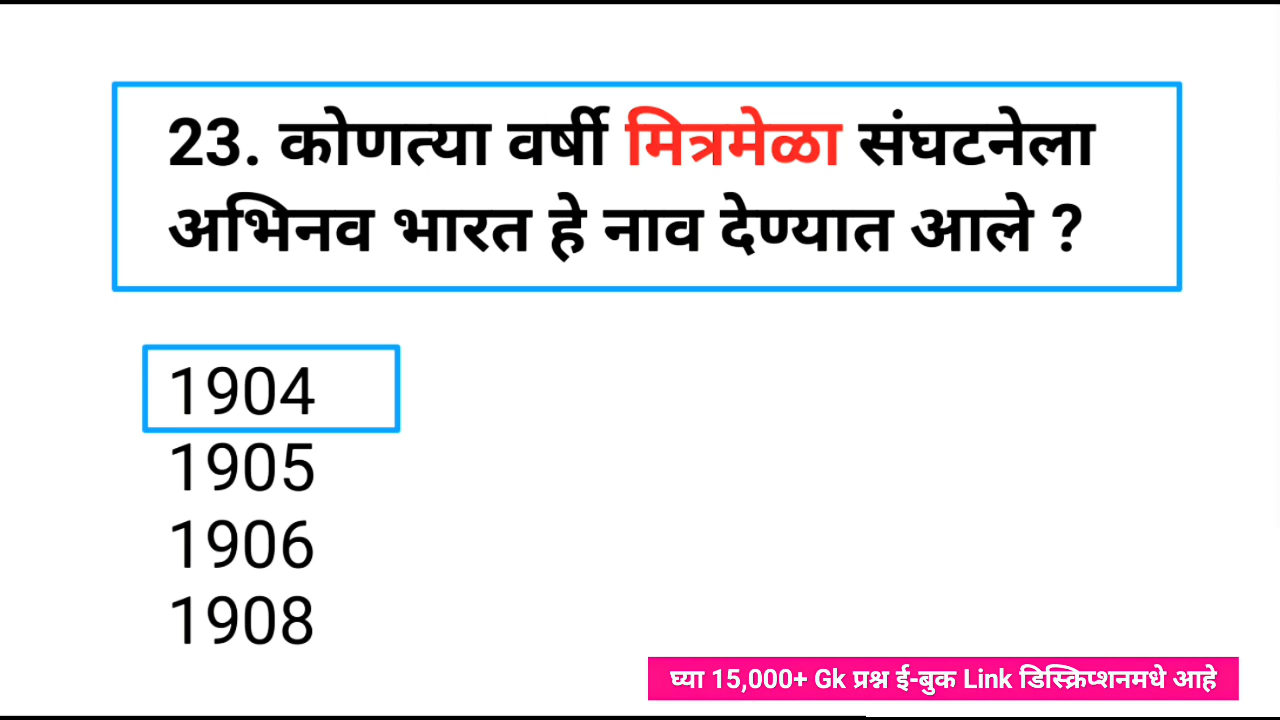 23. कोणत्या वर्षी मित्रमेळा संघटनेला
अभिनव भारत हे नाव देण्यात आले ?
1904
1905
1906
1908
घ्या 15,000+ Gk प्रश्न ई-बुक Link डिस्क्रिप्शनमधे आहे